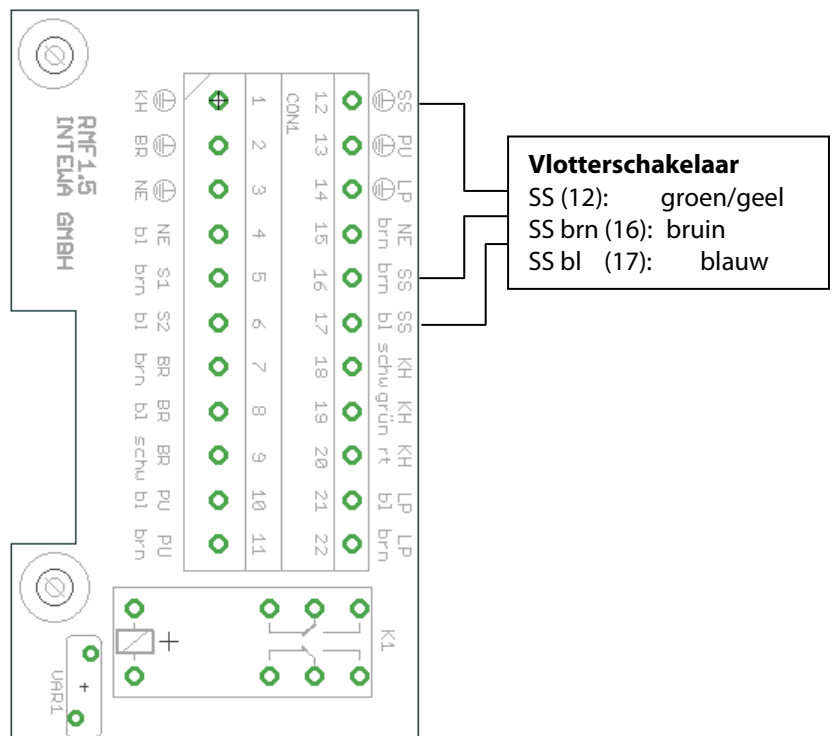 RMF1.5
INTEWA GMBH
CON1
KH 1 12 SS
BR 2 13 PU
NE 3 14 LP
bl NE 4 15 NE brn
brn S1 5 16 SS brn
bl S2 6 17 SS bl
brn BR 7 18 KH schw
bl BR 8 19 KH grün
schw BR 9 20 KH rt
bl PU 10 21 LP bl
brn PU 11 22 LP brn
K1
VAR1
Vlotterschakelaar
SS (12): groen/geel
SS brn (16): bruin
SS bl (17): blauw